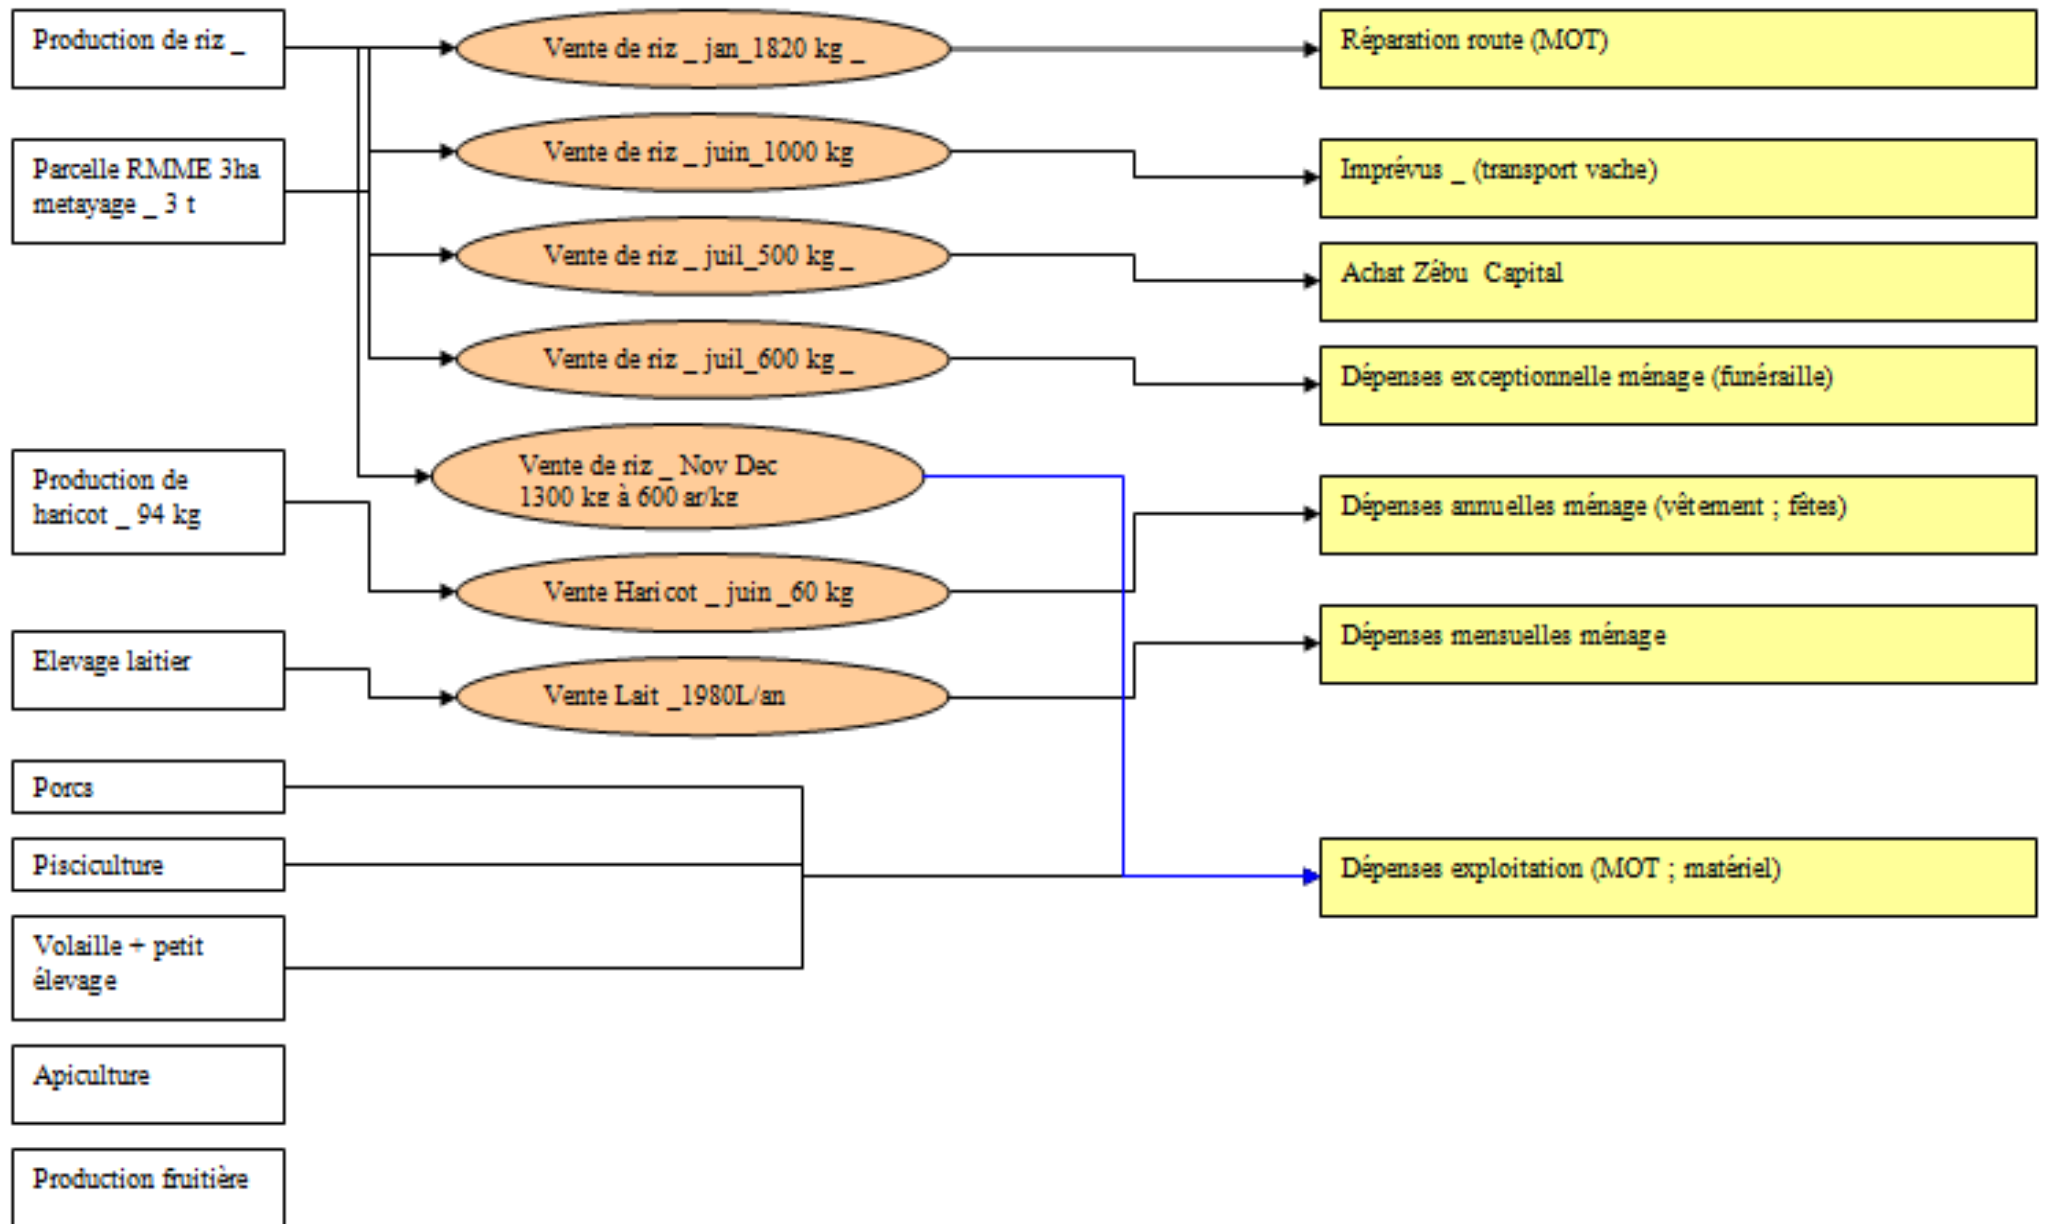 Production de riz _
Vente de riz _ jan_1820 kg _
Réparation route (MOT)
Parcelle RMME 3ha
metayage _ 3 t
Vente de riz _ juin_1000 kg
Imprévus _ (transport vache)
Vente de riz _ juil_500 kg _
Achat Zébu Capital
Vente de riz _ juil_600 kg _
Dépenses exceptionnelle ménage (funéraille)
Production de
haricot _ 94 kg
Vente de riz _ Nov Dec
1300 kg à 600 ar/kg
Dépenses annuelles ménage (vêtement ; fêtes)
Vente Haricot _ juin _60 kg
Elevage laitier
Dépenses mensuelles ménage
Vente Lait _1980L/an
Porcs
Pisciculture
Dépenses exploitation (MOT ; matériel)
Volaille + petit
élevage
Apiculture
Production fruitière